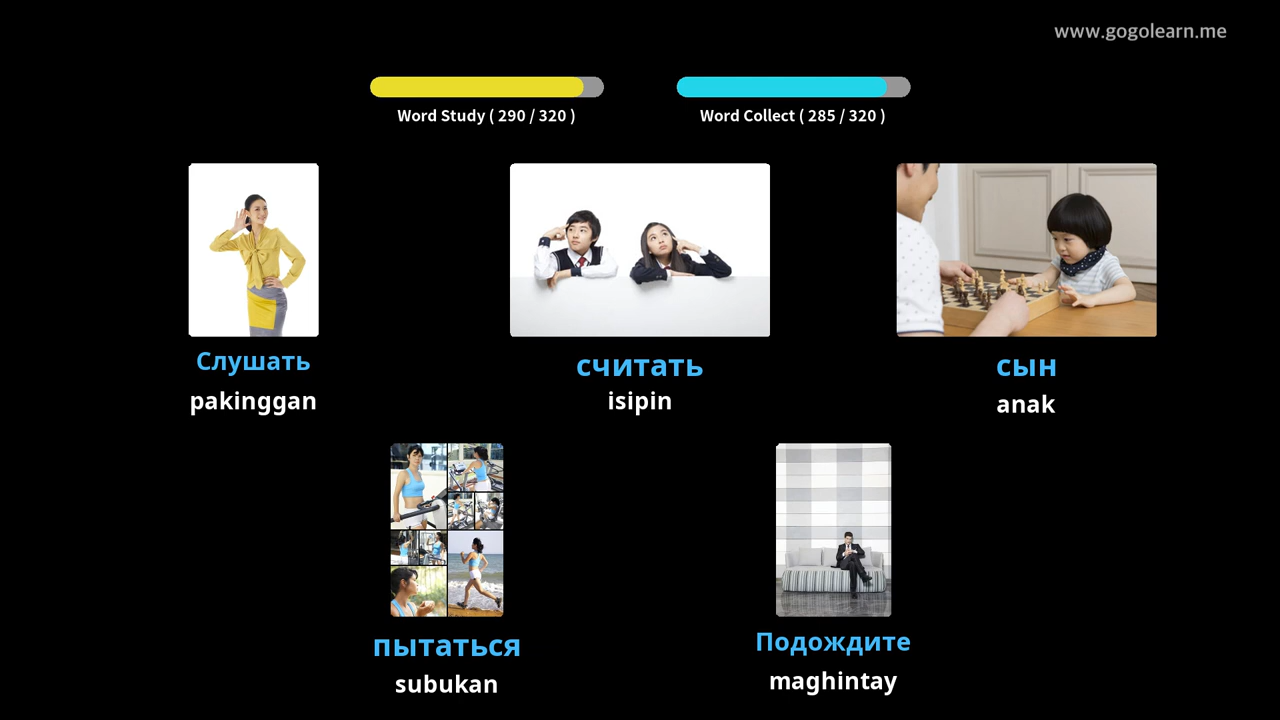 www.gogolearn.me
Word Study ( 290 / 320 )
Word Collect ( 285 / 320 )
Слушать
считать
сын
pakinggan
isipin
anak
пытаться
Подождите
subukan
maghintay